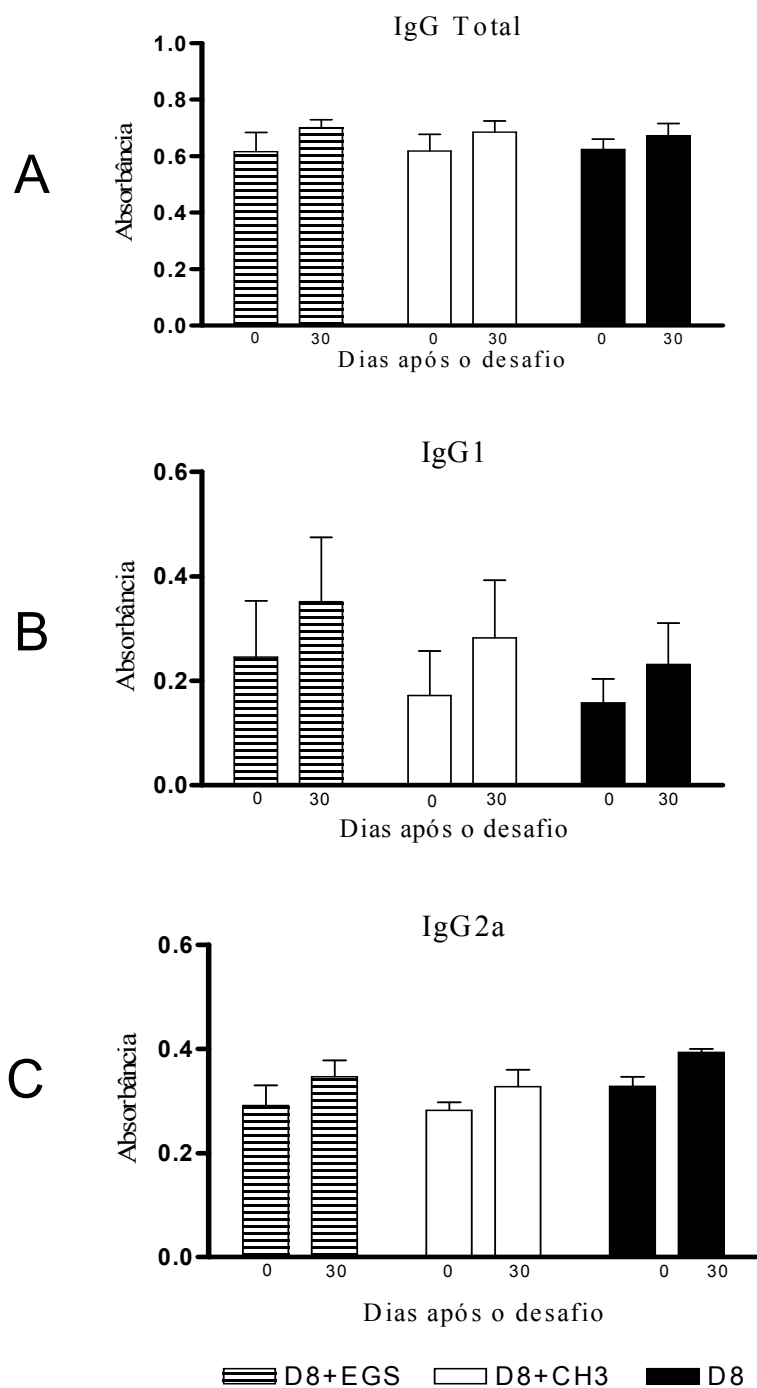 IgG Total
A
Absorbância
1.0
0.8
0.6
0.4
0.2
0.0
0 30 0 30 0 30
Dias após o desafio
IgG1
B
Absorbância
0.6
0.4
0.2
0.0
0 30 0 30 0 30
Dias após o desafio
IgG2a
C
Absorbância
0.6
0.4
0.2
0.0
0 30 0 30 0 30
Dias após o desafio
D8+EGS D8+CH3 D8